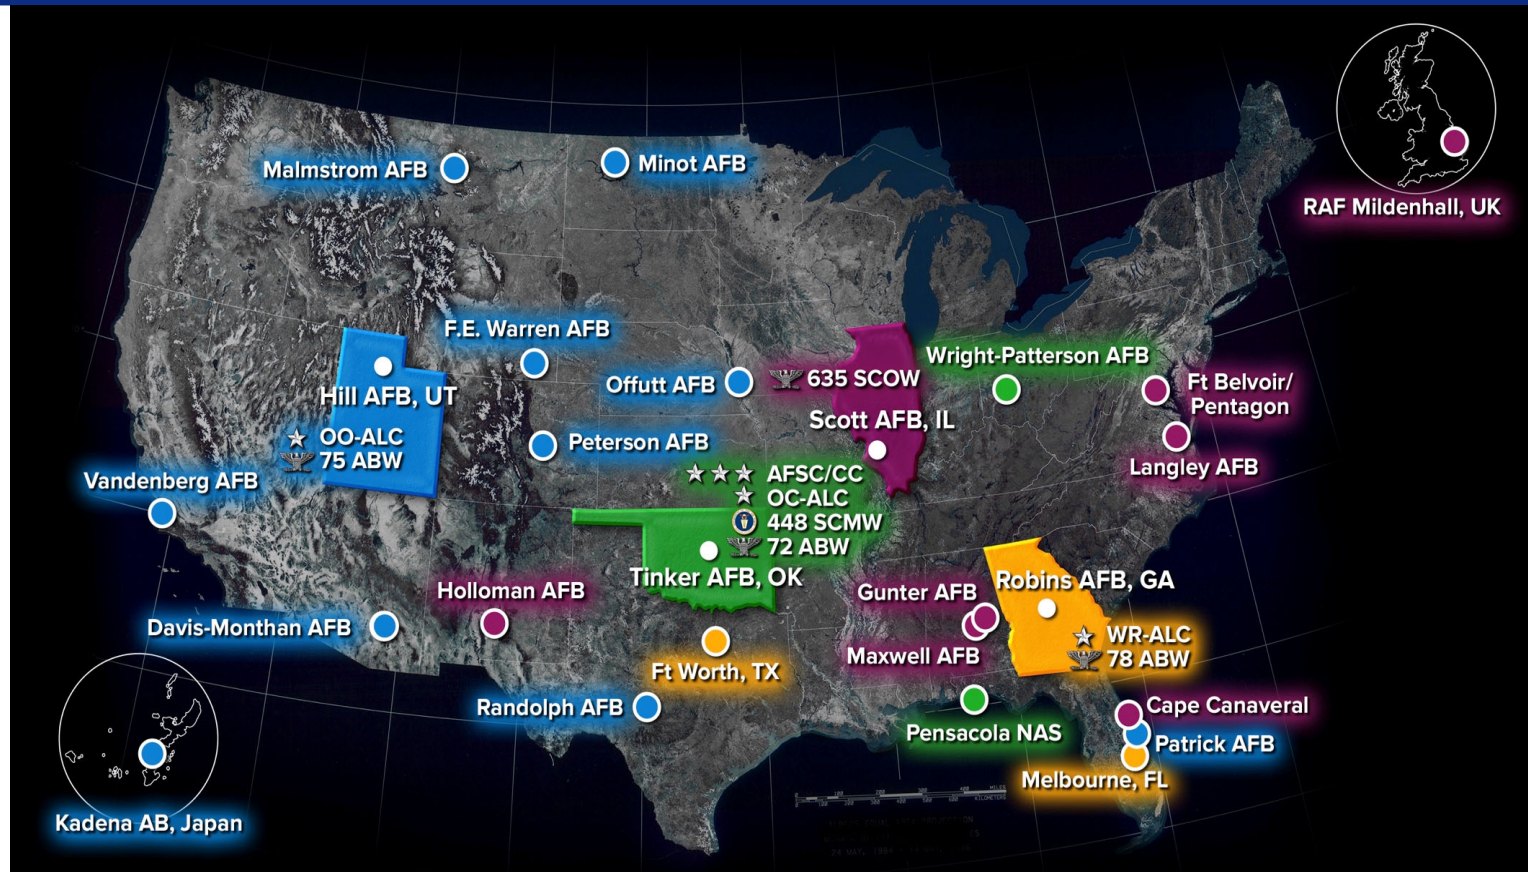 RAF Mildenhall, UK
Malmstrom AFB
Minot AFB
F.E. Warren AFB
Hill AFB, UT
OO-ALC
75 ABW
Offutt AFB
635 SCOW
Scott AFB, IL
Wright-Patterson AFB
Ft Belvoir/
Pentagon
Langley AFB
Peterson AFB
Vandenberg AFB
AFSC/CC
OC-ALC
448 SCMW
72 ABW
Tinker AFB, OK
Holloman AFB
Davis-Monthan AFB
Ft Worth, TX
Randolph AFB
Gunter AFB
Maxwell AFB
Robins AFB, GA
WR-ALC
78 ABW
Pensacola NAS
Cape Canaveral
Patrick AFB
Melbourne, FL
Kadena AB, Japan